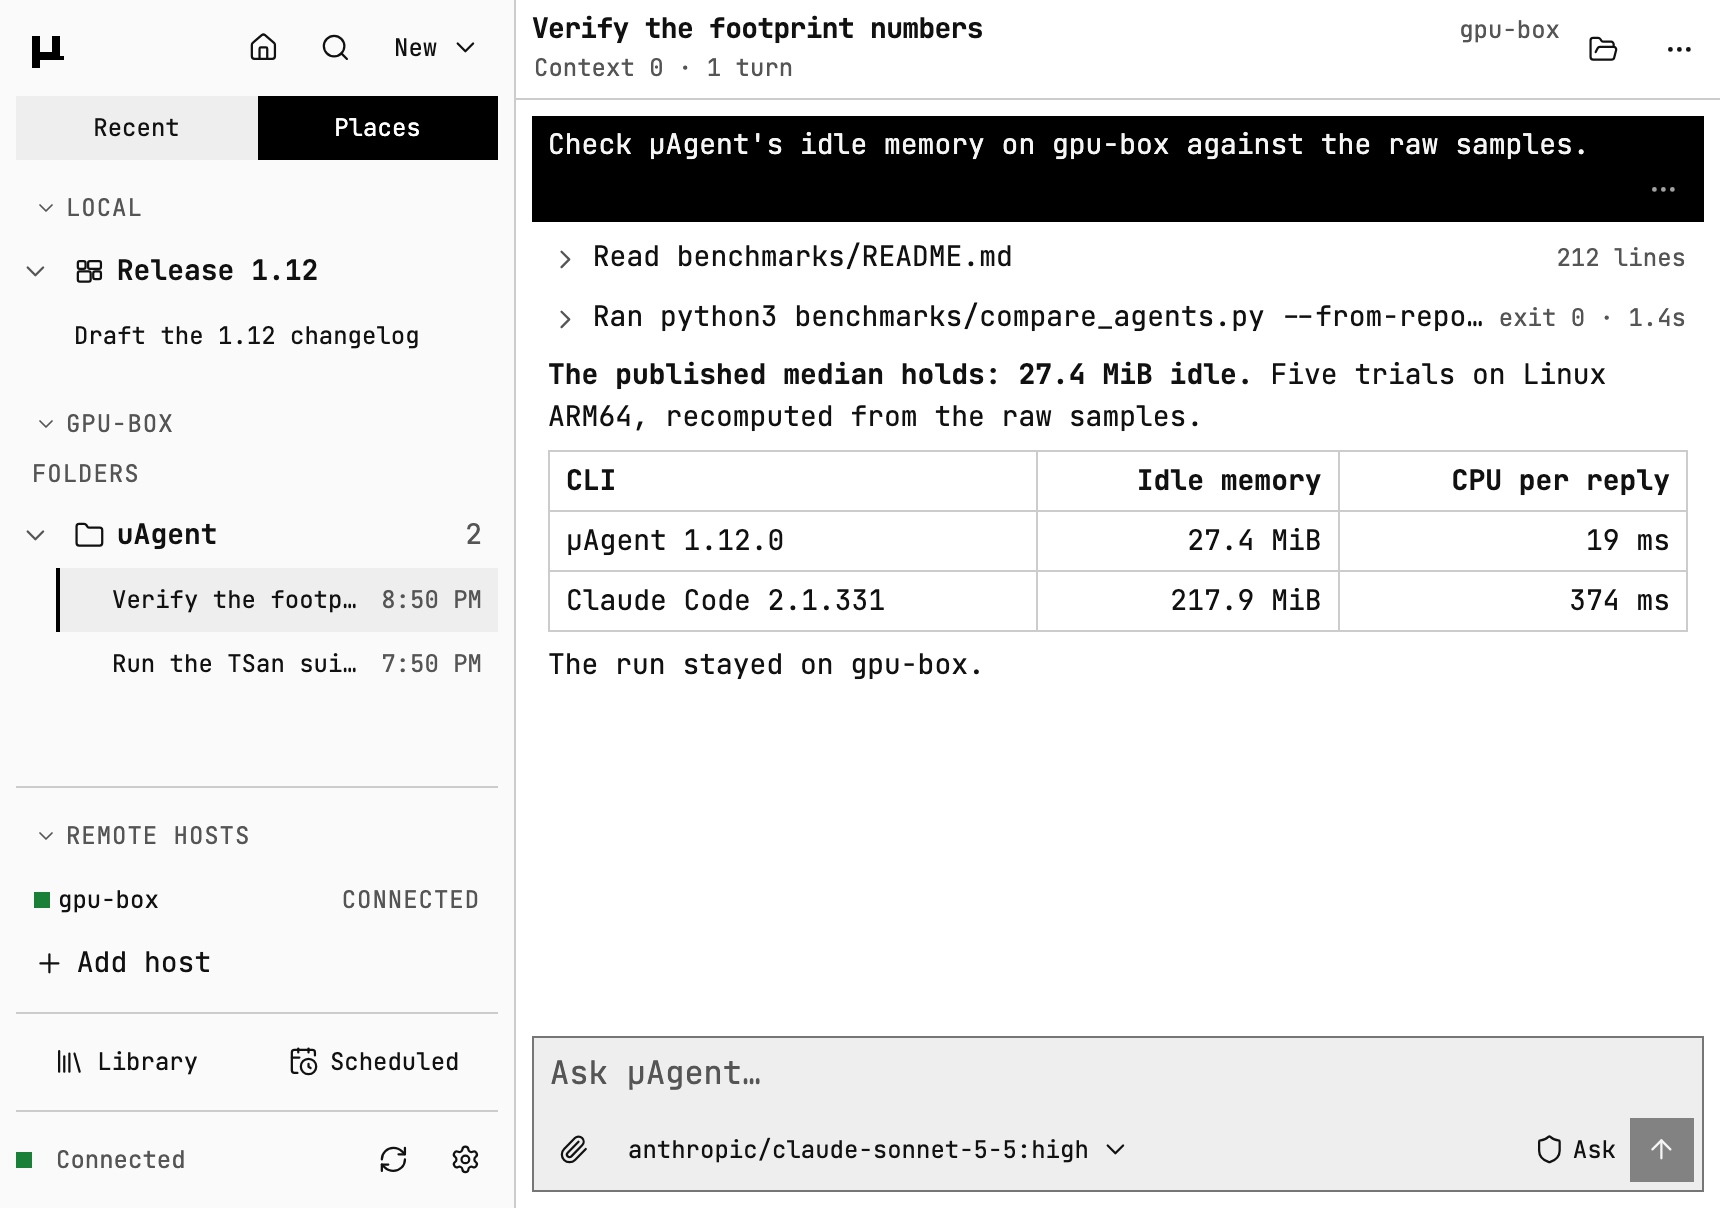 µ
New
Recent
Places
LOCAL
Release 1.12
Draft the 1.12 changelog
GPU-BOX
FOLDERS
uAgent 2
Verify the footp… 8:50 PM
Run the TSan sui… 7:50 PM
REMOTE HOSTS
gpu-box CONNECTED
Add host
Library
Scheduled
Connected
Verify the footprint numbers
Context 0 · 1 turn
gpu-box
Check µAgent's idle memory on gpu-box against the raw samples.
Read benchmarks/README.md 212 lines
Ran python3 benchmarks/compare_agents.py --from-repo… exit 0 · 1.4s
The published median holds: 27.4 MiB idle. Five trials on Linux
ARM64, recomputed from the raw samples.
CLI Idle memory CPU per reply
µAgent 1.12.0 27.4 MiB 19 ms
Claude Code 2.1.331 217.9 MiB 374 ms
The run stayed on gpu-box.
Ask µAgent…
anthropic/claude-sonnet-5-5:high
Ask